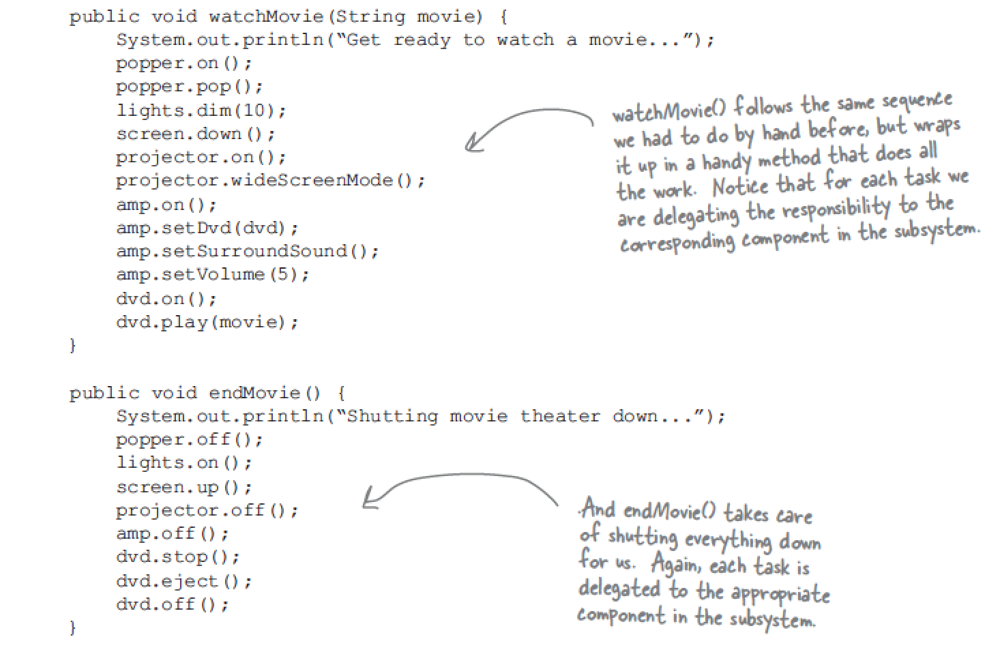 public void watchMovie(String movie) {
System.out.println(“Get ready to watch a movie...”);
popper.on();
popper.pop();
lights.dim(10);
screen.down();
projector.on();
projector.wideScreenMode();
amp.on();
amp.setDvd(dvd);
amp.setSurroundSound();
amp.setVolume(5);
dvd.on();
dvd.play(movie);
}
watchMovie() follows the same sequence
we had to do by hand before, but wraps
it up in a handy method that does all
the work. Notice that for each task we
are delegating the responsibility to the
corresponding component in the subsystem.
public void endMovie() {
System.out.println(“Shutting movie theater down...”);
popper.off();
lights.on();
screen.up();
projector.off();
amp.off();
dvd.stop();
dvd.eject();
dvd.off();
}
And endMovie() takes care
of shutting everything down
for us. Again, each task is
delegated to the appropriate
component in the subsystem.